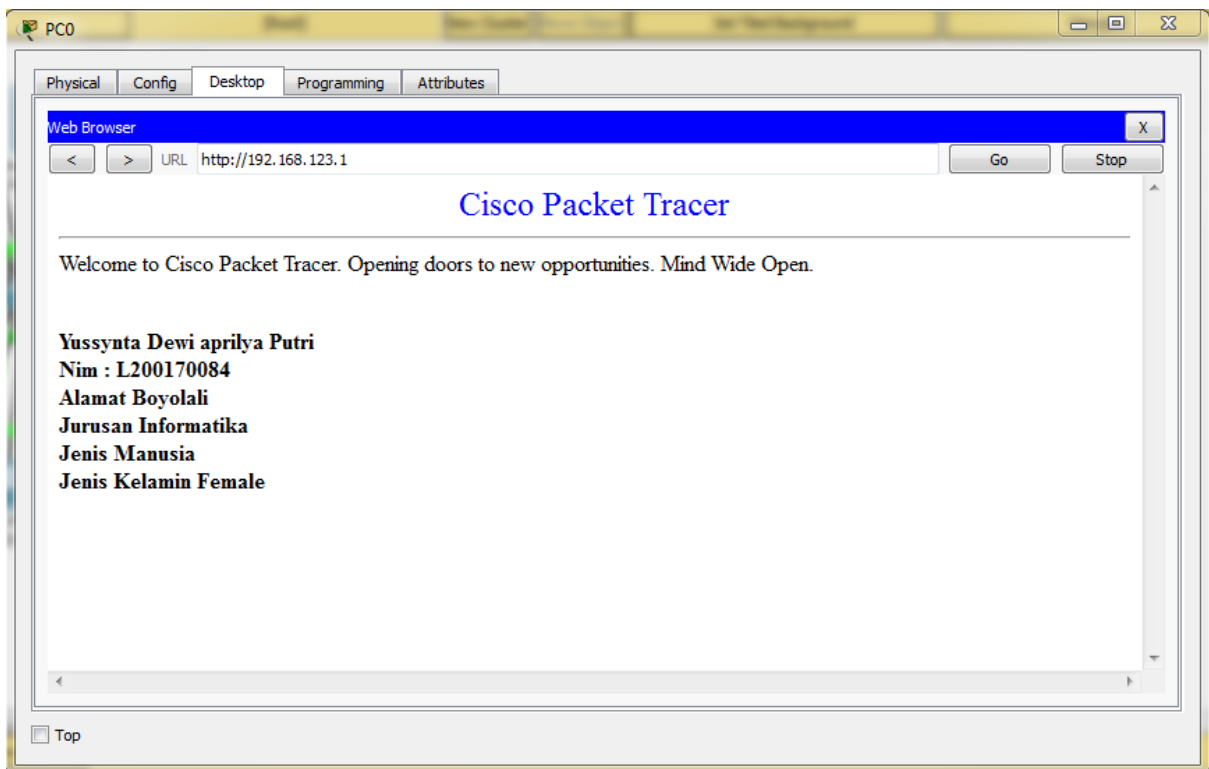 PC0
Physical Config Desktop Programming Attributes
Web Browser X
< > URL http://192.168.123.1 Go Stop
Cisco Packet Tracer
Welcome to Cisco Packet Tracer. Opening doors to new opportunities. Mind Wide Open.
Yussynta Dewi aprilya Putri
Nim : L200170084
Alamat Boyolali
Jurusan Informatika
Jenis Manusia
Jenis Kelamin Female
Top